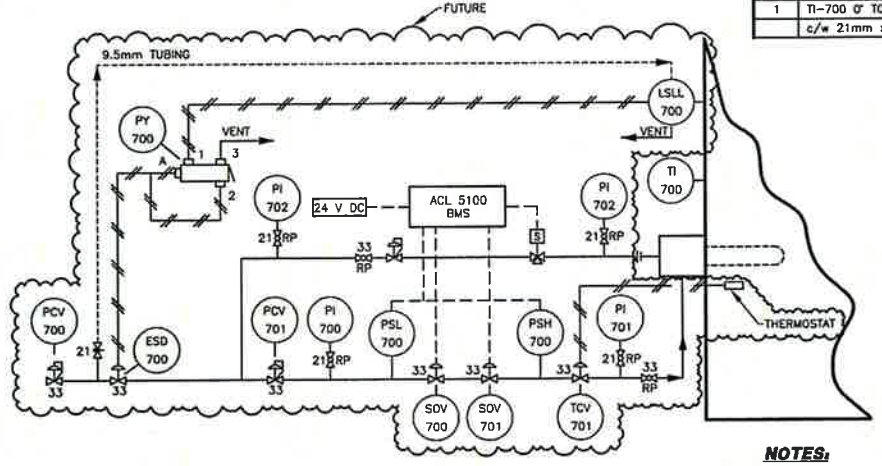 FUTURE
1 TI-700 0" TO
c/w 21mm
9.5mm TUBING
LSLL
700
PY
700
VENT
VENT
1
3
A
2
TI
700
PI
702
24 V DC
ACL 5100
BMS
S
PI
702
21 RP
33
RP
21 RP
PCV
700
ESD
700
PCV
701
PI
700
PSL
700
PSH
700
PI
701
THERMOSTAT
21
21 RP
21 RP
33
33
33
33
33
33
33
RP
SDV
700
SDV
701
TCV
701
NOTES: